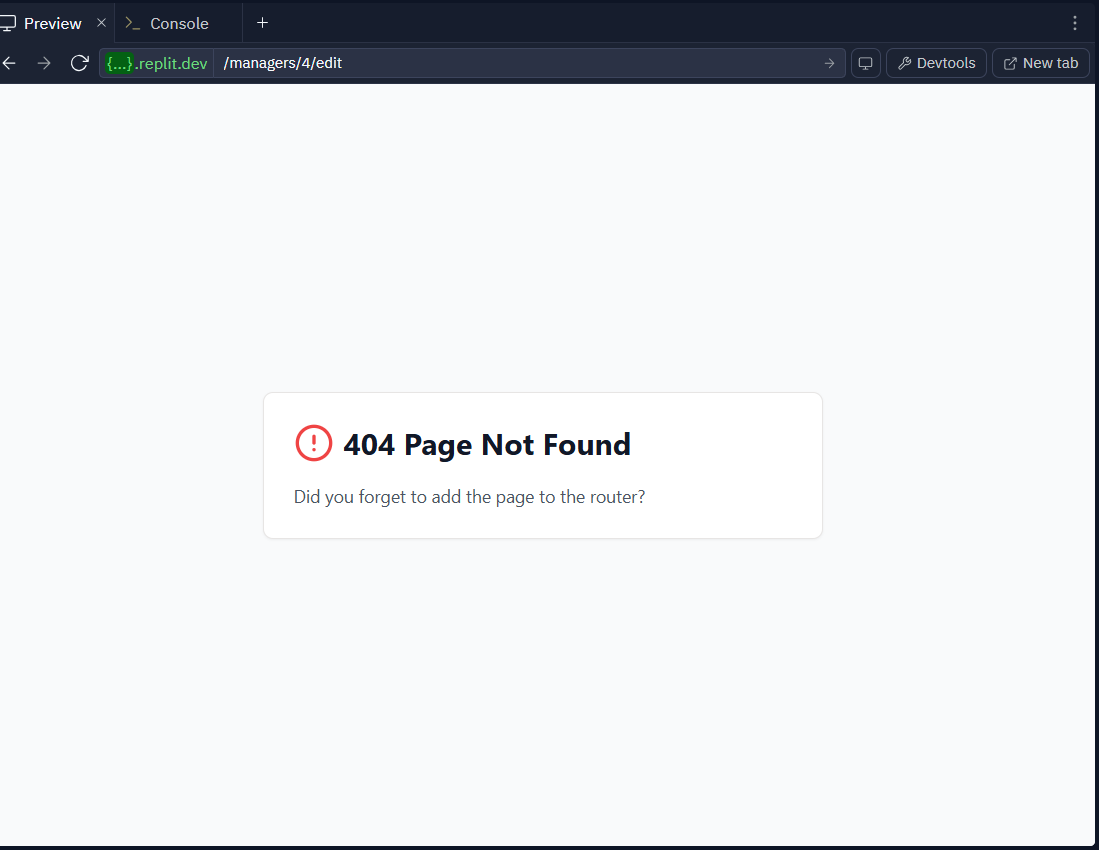 Preview
Console
{...}.replit.dev /managers/4/edit
Devtools
New tab
404 Page Not Found
Did you forget to add the page to the router?